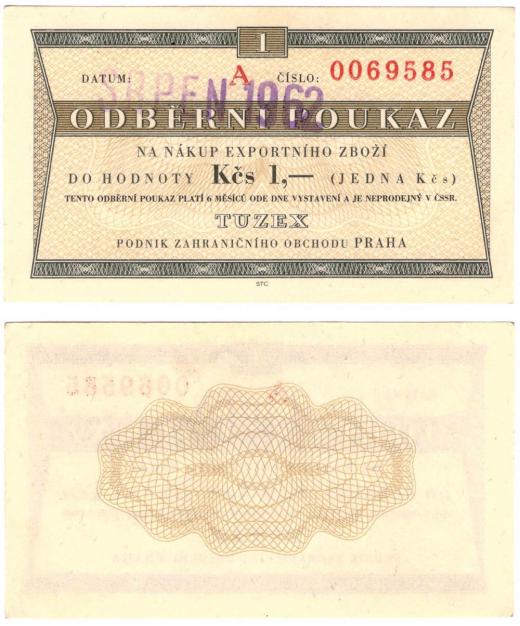 1
DATUM: SRPEN 1962 A ČÍSLO: 0069585
ODBĚRNÍ POUKAZ
NA NÁKUP EXPORTNÍHO ZBOŽÍ
DO HODNOTY Kčs 1,— (JEDNA Kčs)
TENTO ODBĚRNÍ POUKAZ PLATÍ 6 MĚSÍCŮ ODE DNE VYSTAVENÍ A JE NEPRODEJNÝ V ČSSR.
TUZEX
PODNIK ZAHRANIČNÍHO OBCHODU PRAHA
STC